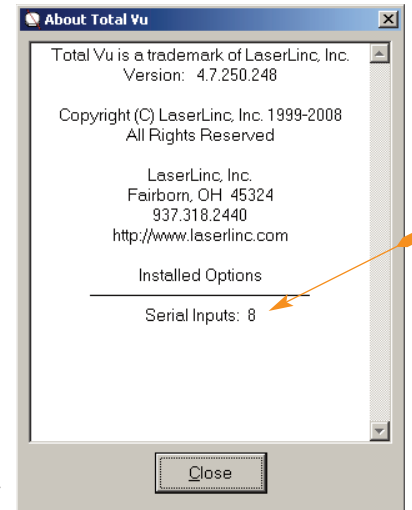 About Total Vu
Total Vu is a trademark of LaserLinc, Inc.
Version: 4.7.250.248
Copyright (C) LaserLinc, Inc. 1999-2008
All Rights Reserved
LaserLinc, Inc.
Fairborn, OH 45324
937.318.2440
http://www.laserlinc.com
Installed Options
Serial Inputs: 8
Close